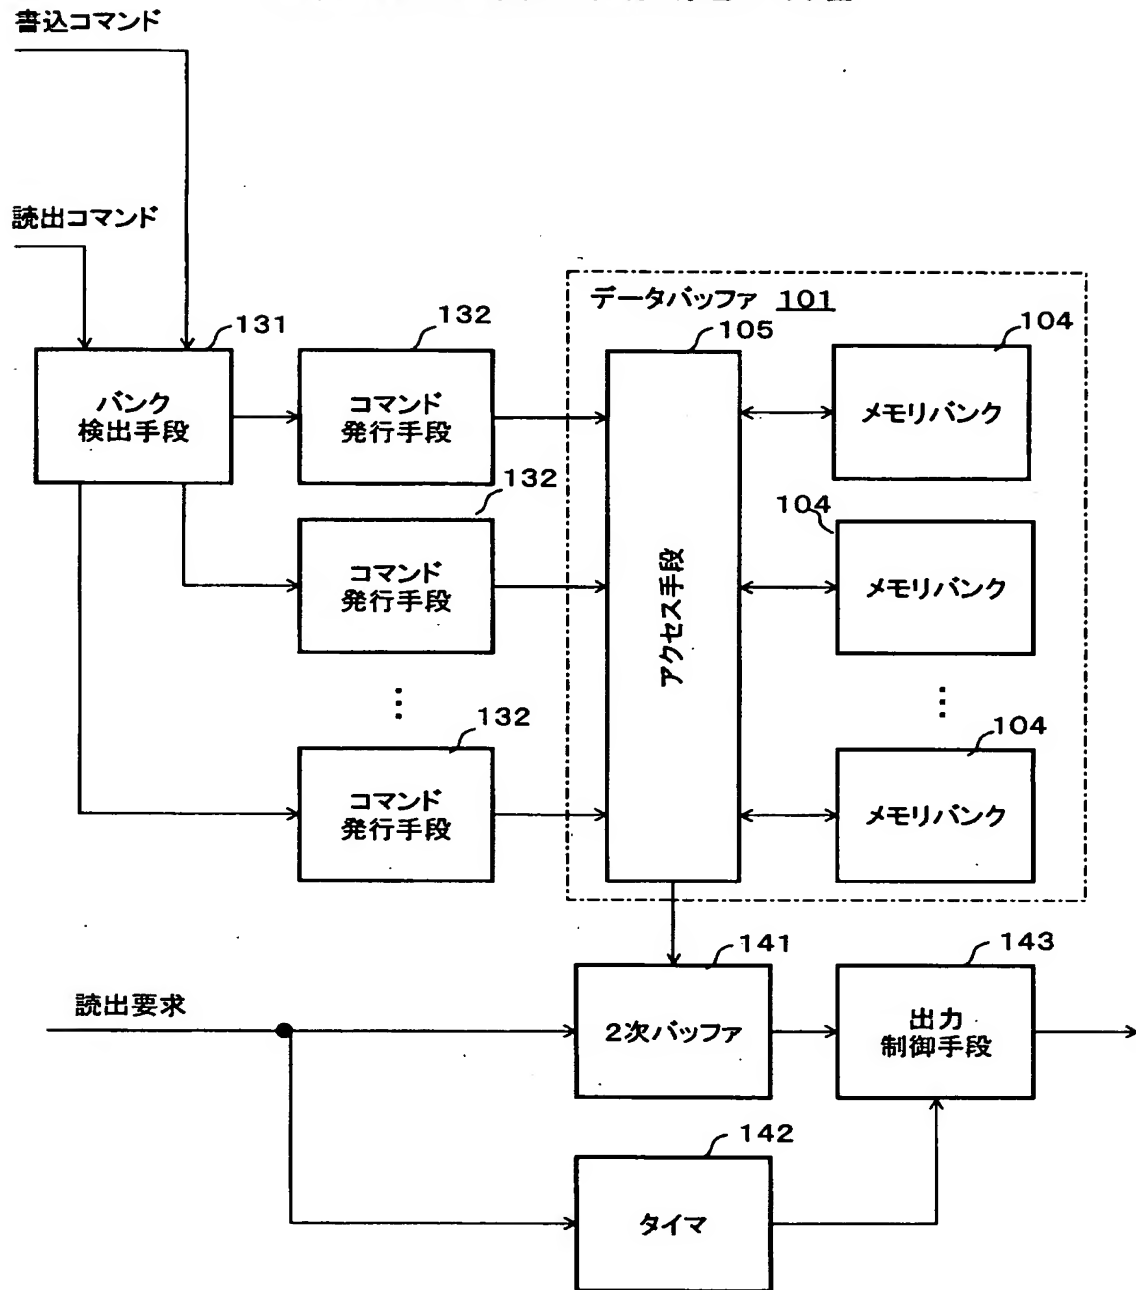 書込コマンド
読出コマンド
データバッファ 101
131
132
105
104
バンク
検出手段
コマンド
発行手段
メモリバンク
132
104
コマンド
発行手段
アクセス手段
メモリバンク
⋮
⋮
132
104
コマンド
発行手段
メモリバンク
141
143
読出要求
2次バッファ
出力
制御手段
142
タイマ